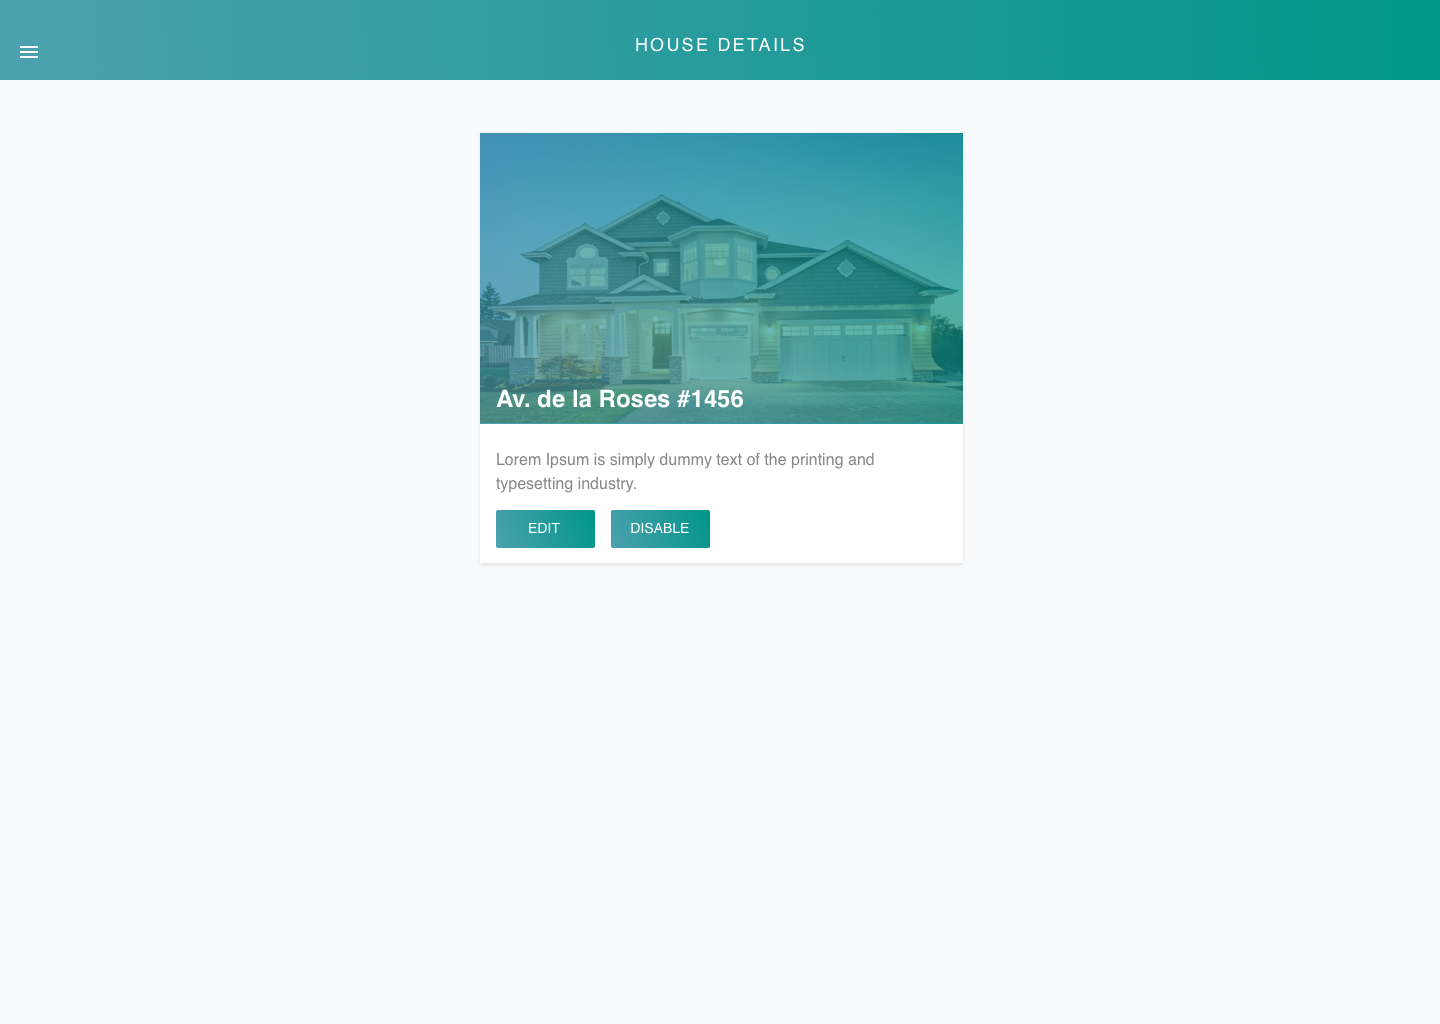 HOUSE DETAILS
Av. de la Roses #1456
Lorem Ipsum is simply dummy text of the printing and
typesetting industry.
EDIT DISABLE